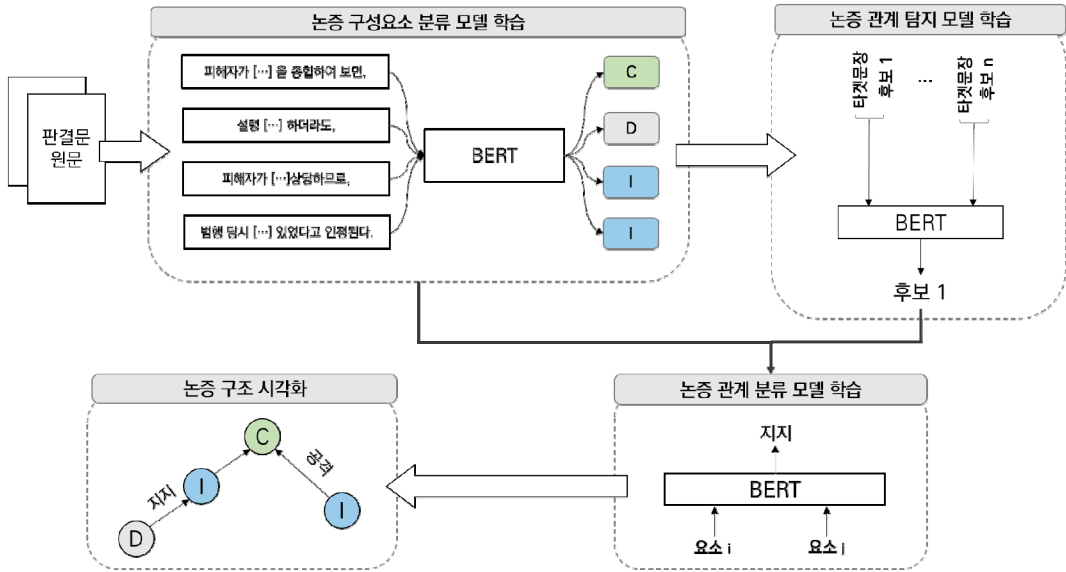 논증 구성요소 분류 모델 학습
논증 관계 탐지 모델 학습
판결문
원문
피해자가 […] 을 종합하여 보면,
설령 […] 하더라도,
피해자가 […]상당하므로,
범행 당시 […] 있었다고 인정된다.
BERT
C
D
I
I
타겟문장
후보 1
...
타겟문장
후보 n
BERT
후보 1
논증 구조 시각화
C
I
I
D
지지
공격
논증 관계 분류 모델 학습
지지
BERT
요소 i
요소 j